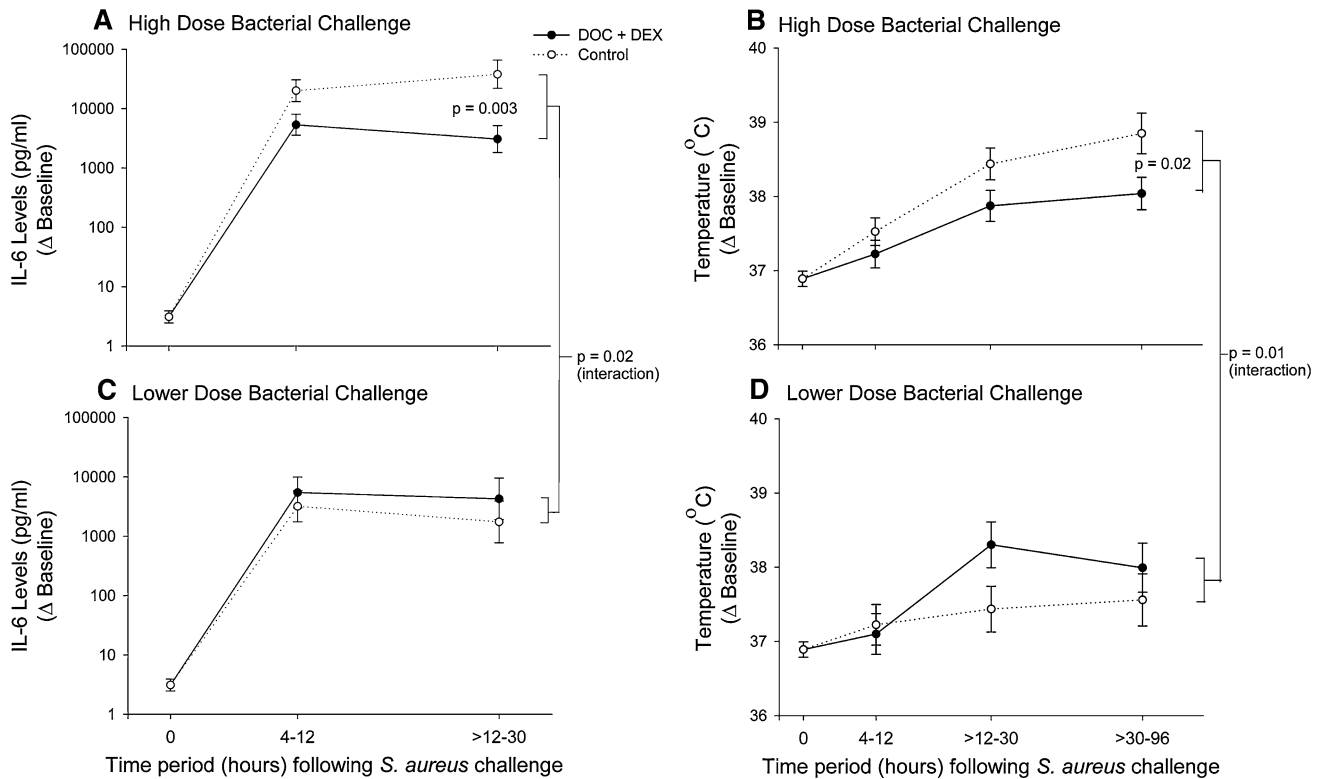 A High Dose Bacterial Challenge
DOC + DEX
Control
100000
10000
1000
100
10
1
IL-6 Levels (pg/ml)
(Δ Baseline)
p = 0.003
p = 0.02
(interaction)
B High Dose Bacterial Challenge
40
39
38
37
36
Temperature (°C)
(Δ Baseline)
p = 0.02
p = 0.01
(interaction)
C Lower Dose Bacterial Challenge
100000
10000
1000
100
10
1
IL-6 Levels (pg/ml)
(Δ Baseline)
0 4-12 >12-30
Time period (hours) following S. aureus challenge
D Lower Dose Bacterial Challenge
40
39
38
37
36
Temperature (°C)
(Δ Baseline)
0 4-12 >12-30 >30-96
Time period (hours) following S. aureus challenge